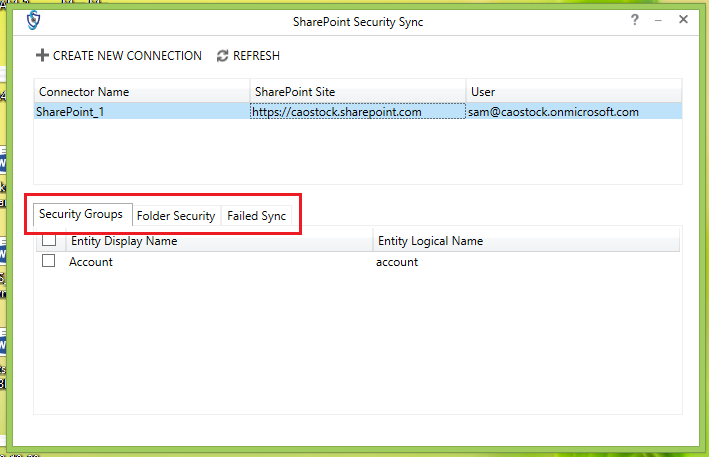 SharePoint Security Sync
? – ×
CREATE NEW CONNECTION REFRESH
Connector Name SharePoint Site User
SharePoint_1 https://caostock.sharepoint.com sam@caostock.onmicrosoft.com
Security Groups Folder Security Failed Sync
Entity Display Name Entity Logical Name
Account account